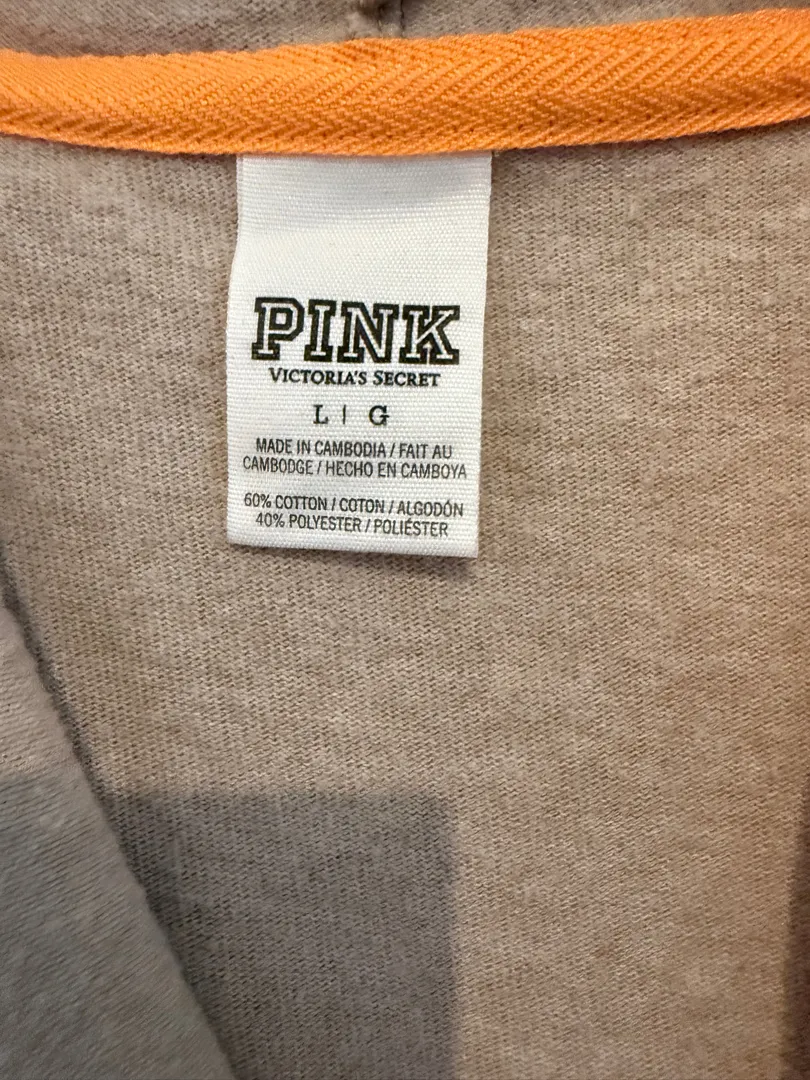 PINK
VICTORIA'S SECRET
L | G
MADE IN CAMBODIA / FAIT AU
CAMBODGE / HECHO EN CAMBOYA
60% COTTON / COTON / ALGODÓN
40% POLYESTER / POLIÉSTER